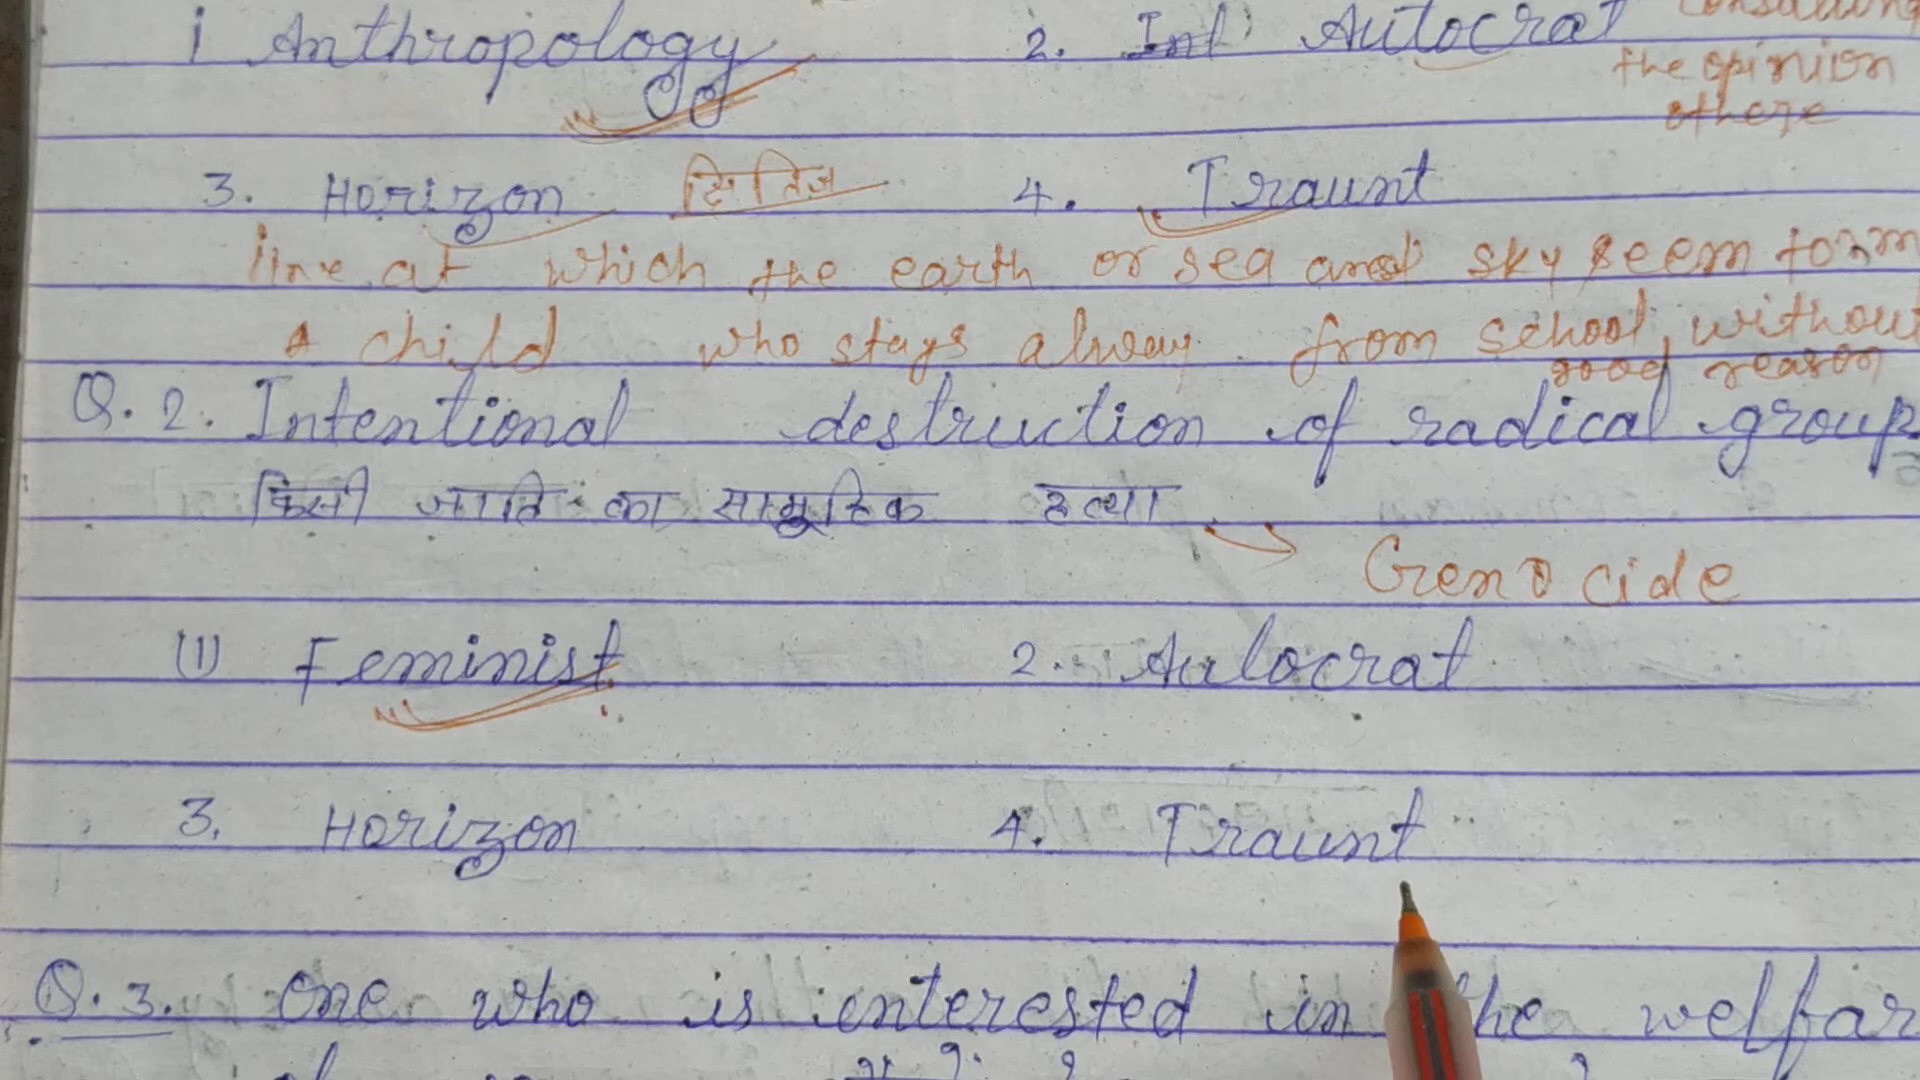 i Anthropology 2. Autocrat
the opinion
othere
3. Horizon क्षितिज 4. Traunt
line at which the earth or sea and sky seem to
A child who stays alway from school, without
good reason
Q. 2. Intentional destruction of radical group
किसी जाति का सामुहिक हत्या
Genocide
(1) Feminist 2. Autocrat
3. Horizon 4. Traunt
Q. 3. One who is interested in the welfar